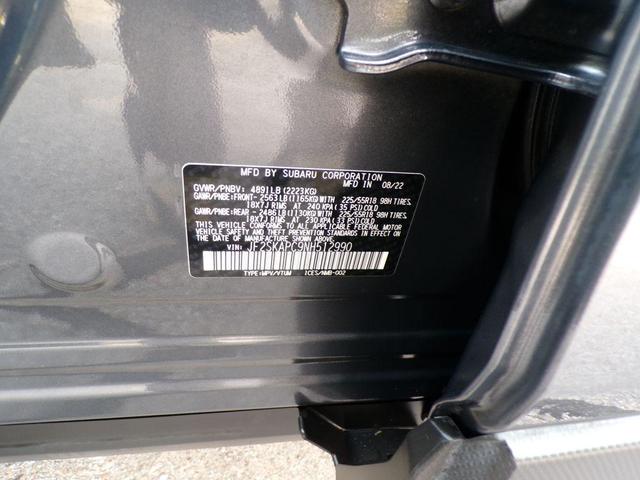 MFD BY SUBARU CORPORATION
GVWR/PNBV: 4891LB (2223KG) MFD IN 08/22
GAWR/PNBE:FRONT- 2563LB(1165KG)WITH 225/55R18 98H TIRES,
18X7J RIMS AT 240 KPA(35 PSI)COLD
GAWR/PNBE:REAR - 2486LB(1130KG)WITH 225/55R18 98H TIRES,
18X7J RIMS AT 230 KPA(33 PSI)COLD
THIS VEHICLE CONFORMS TO ALL APPLICABLE FEDERAL MOTOR
VEHICLE SAFETY AND THEFT PREVENTION STANDARDS IN EFFECT ON
THE DATE OF MANUFACTURE SHOWN ABOVE.
VIN: JF2SKAPC9NH512990
TYPE:MPV/VTUM ICES/NMB-002